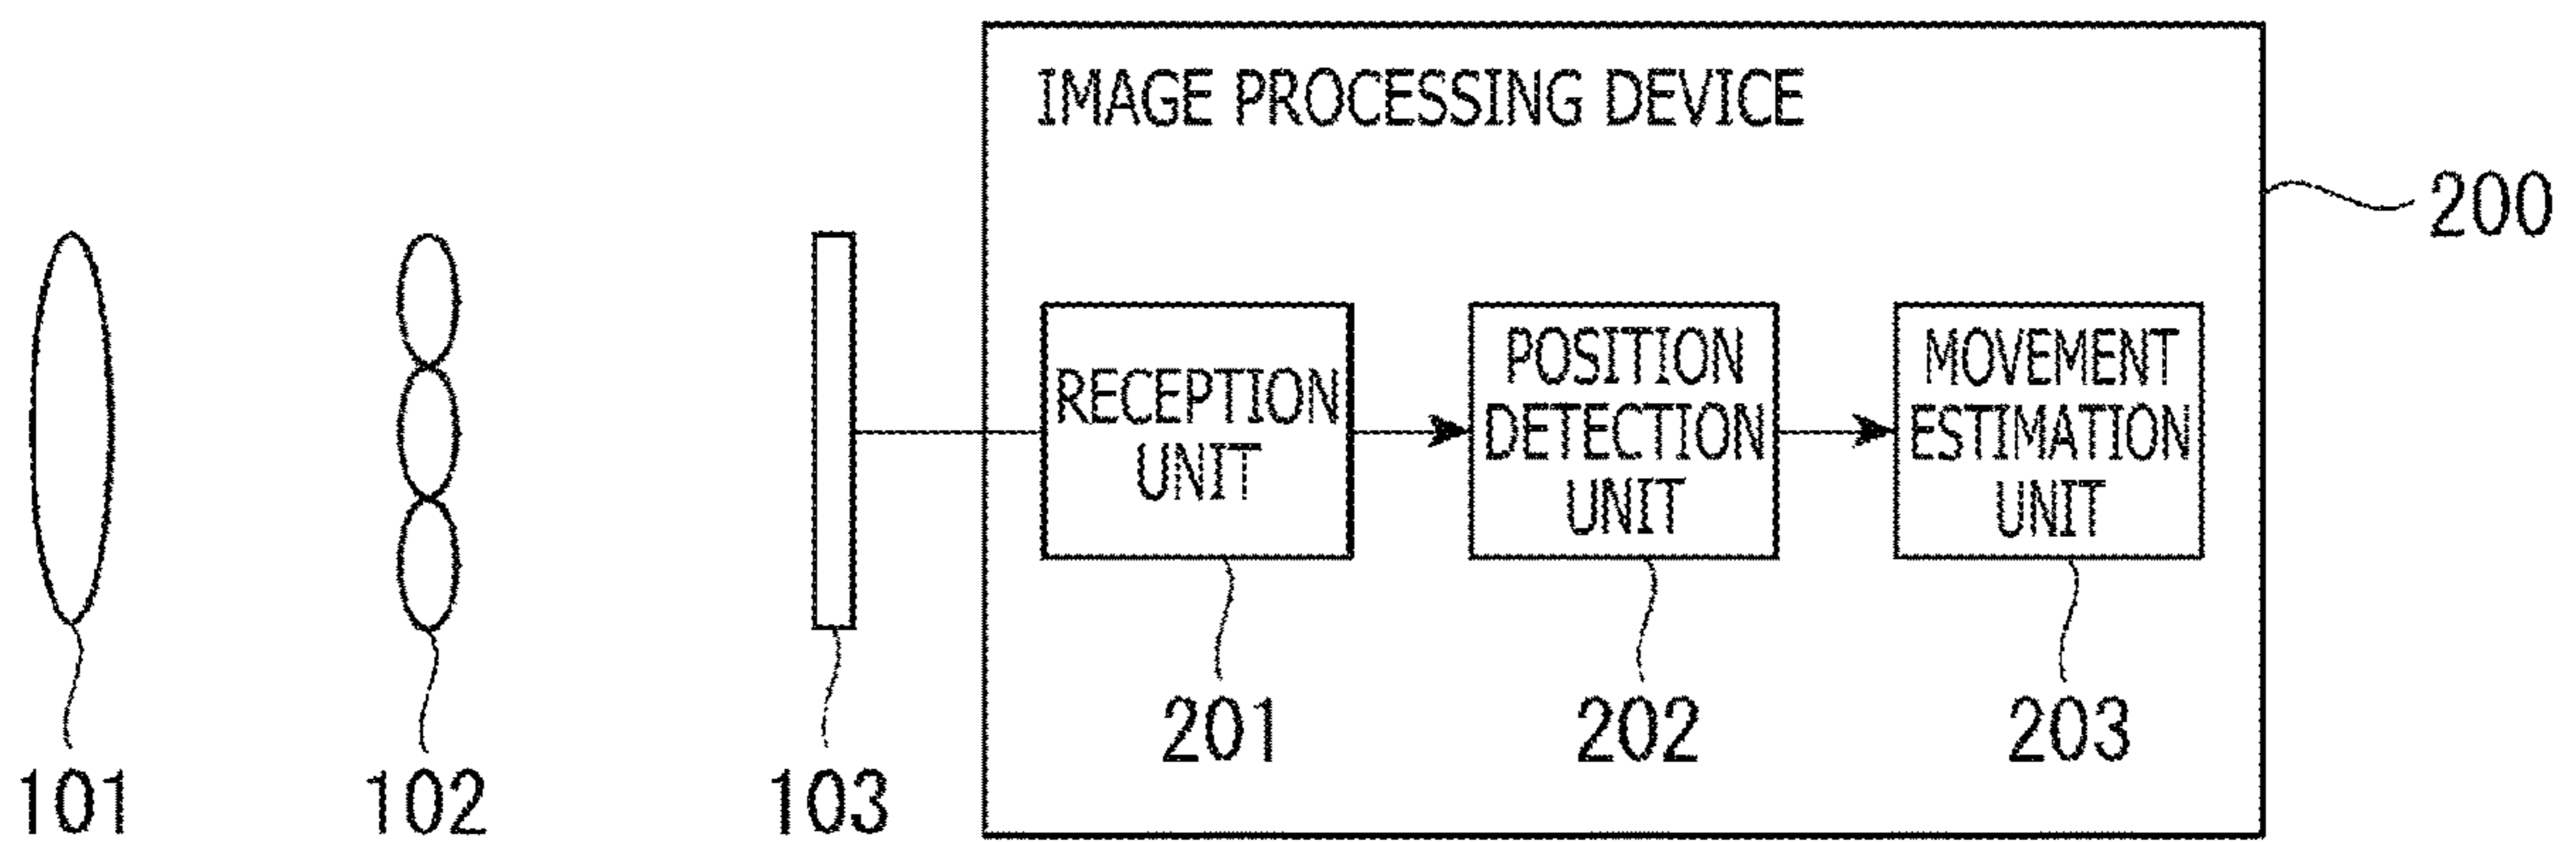 IMAGE PROCESSING DEVICE
200
RECEPTION
UNIT
POSITION
DETECTION
UNIT
MOVEMENT
ESTIMATION
UNIT
201
202
203
101
102
103